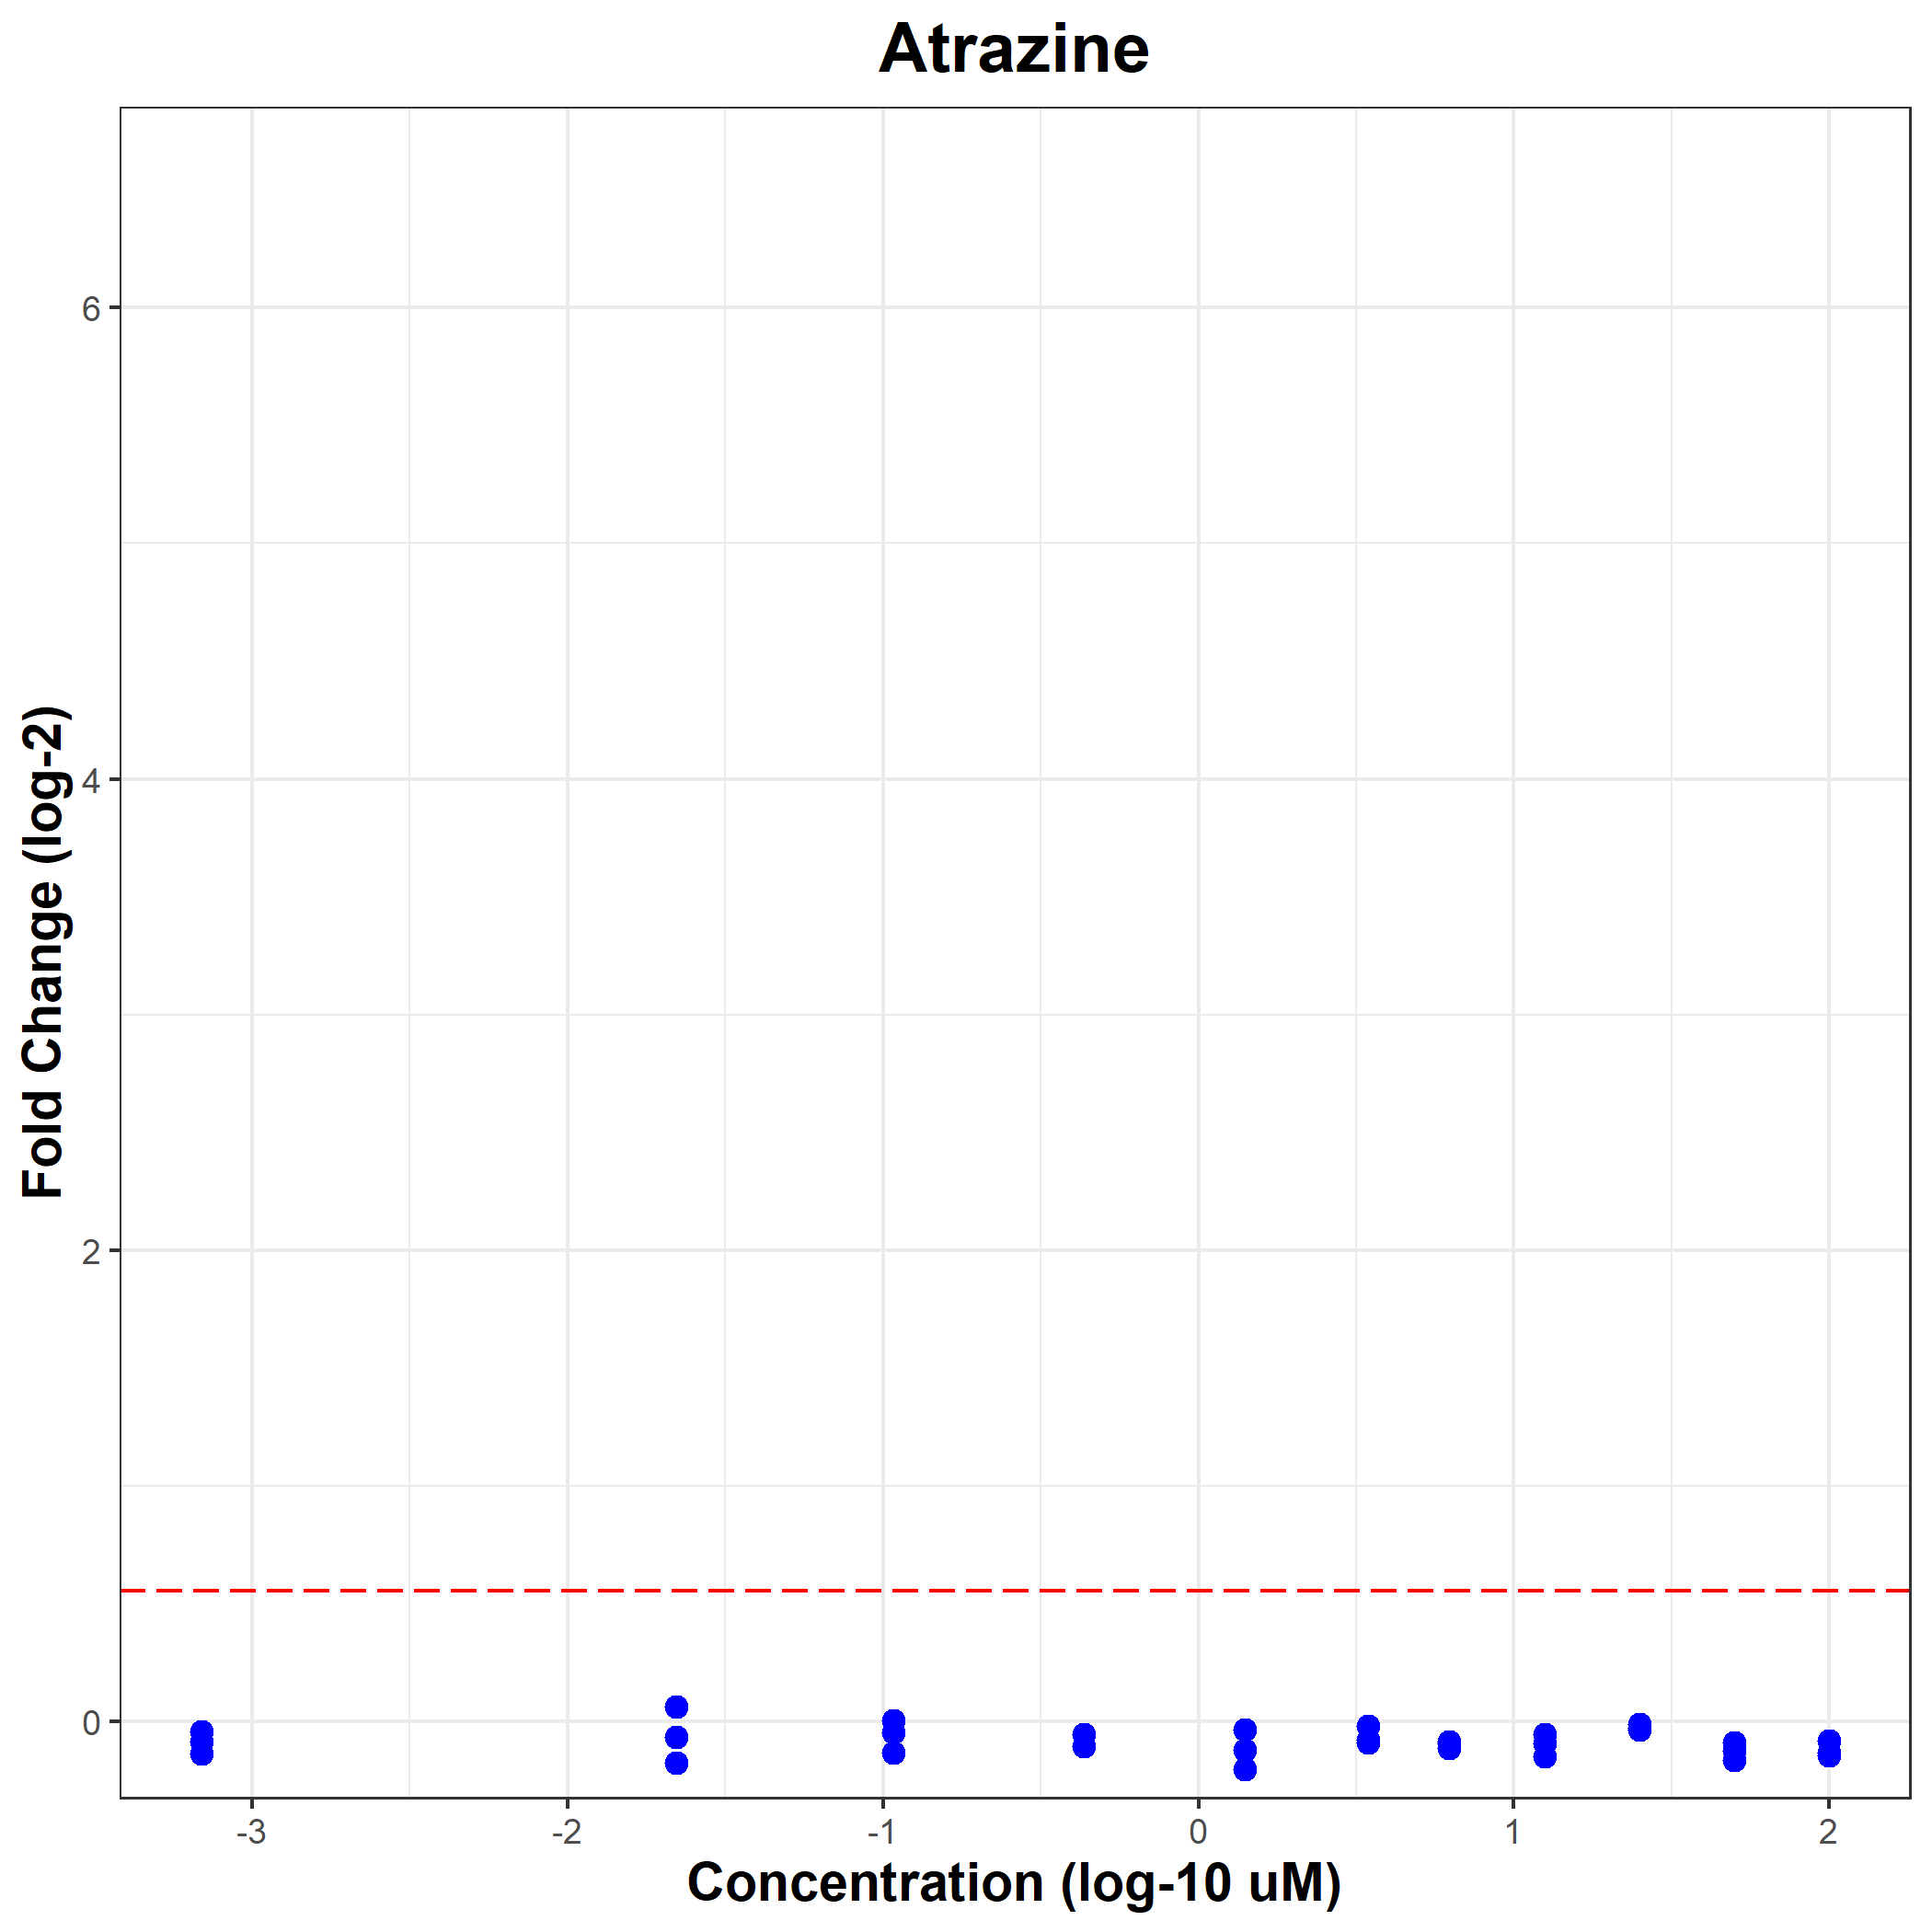 Atrazine
Fold Change (log-2)
6
4
2
0
-3 -2 -1 0 1 2
Concentration (log-10 uM)